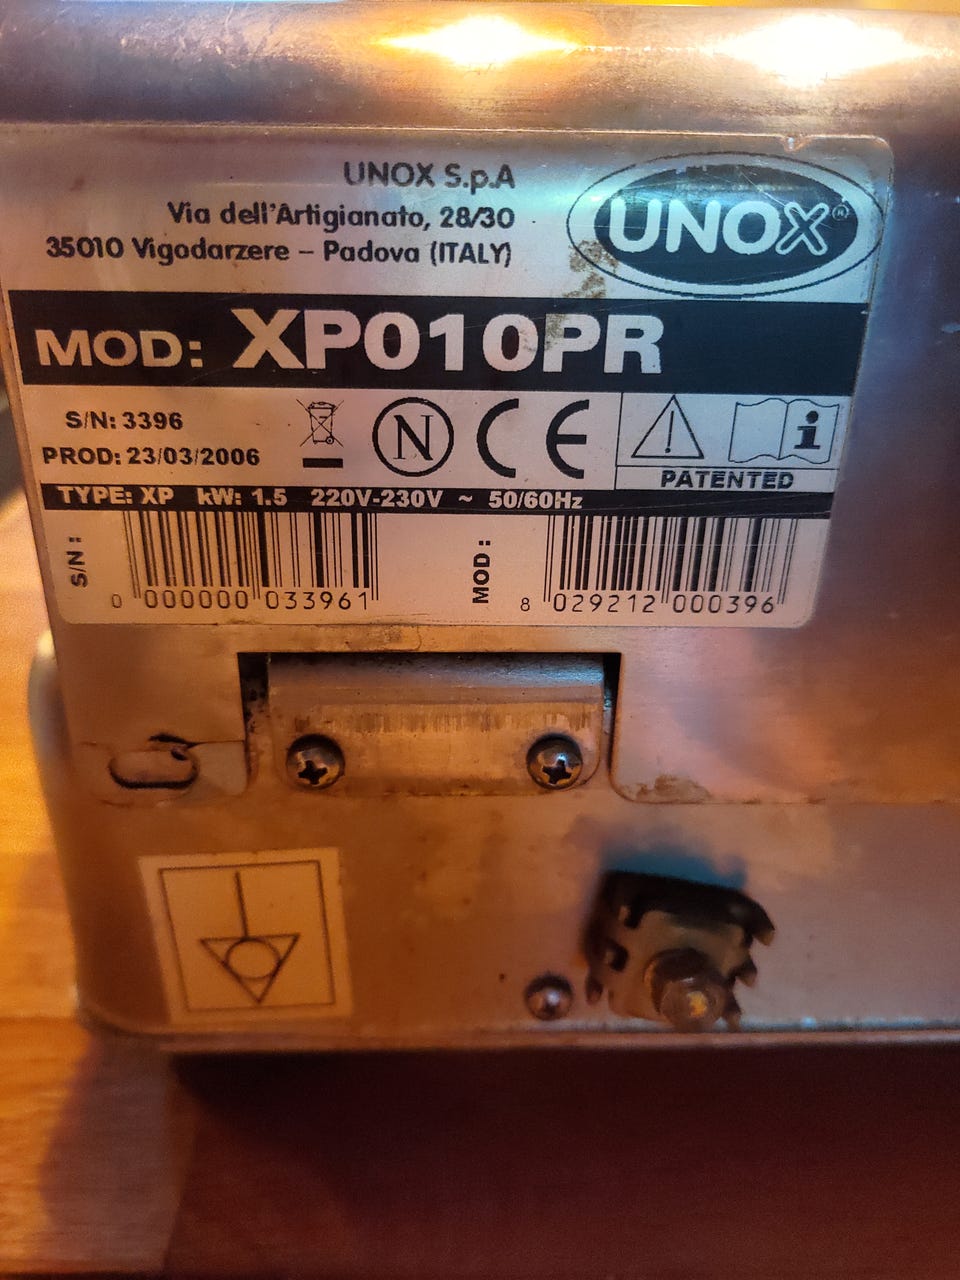 UNOX S.p.A
Via dell'Artigianato, 28/30
35010 Vigodarzere – Padova (ITALY)
UNOX®
MOD: XP010PR
S/N: 3396
PROD: 23/03/2006
N
CE
i
PATENTED
TYPE: XP kW: 1.5 220V-230V ~ 50/60Hz
S/N :
0 000000 033961
MOD :
8 029212 000396